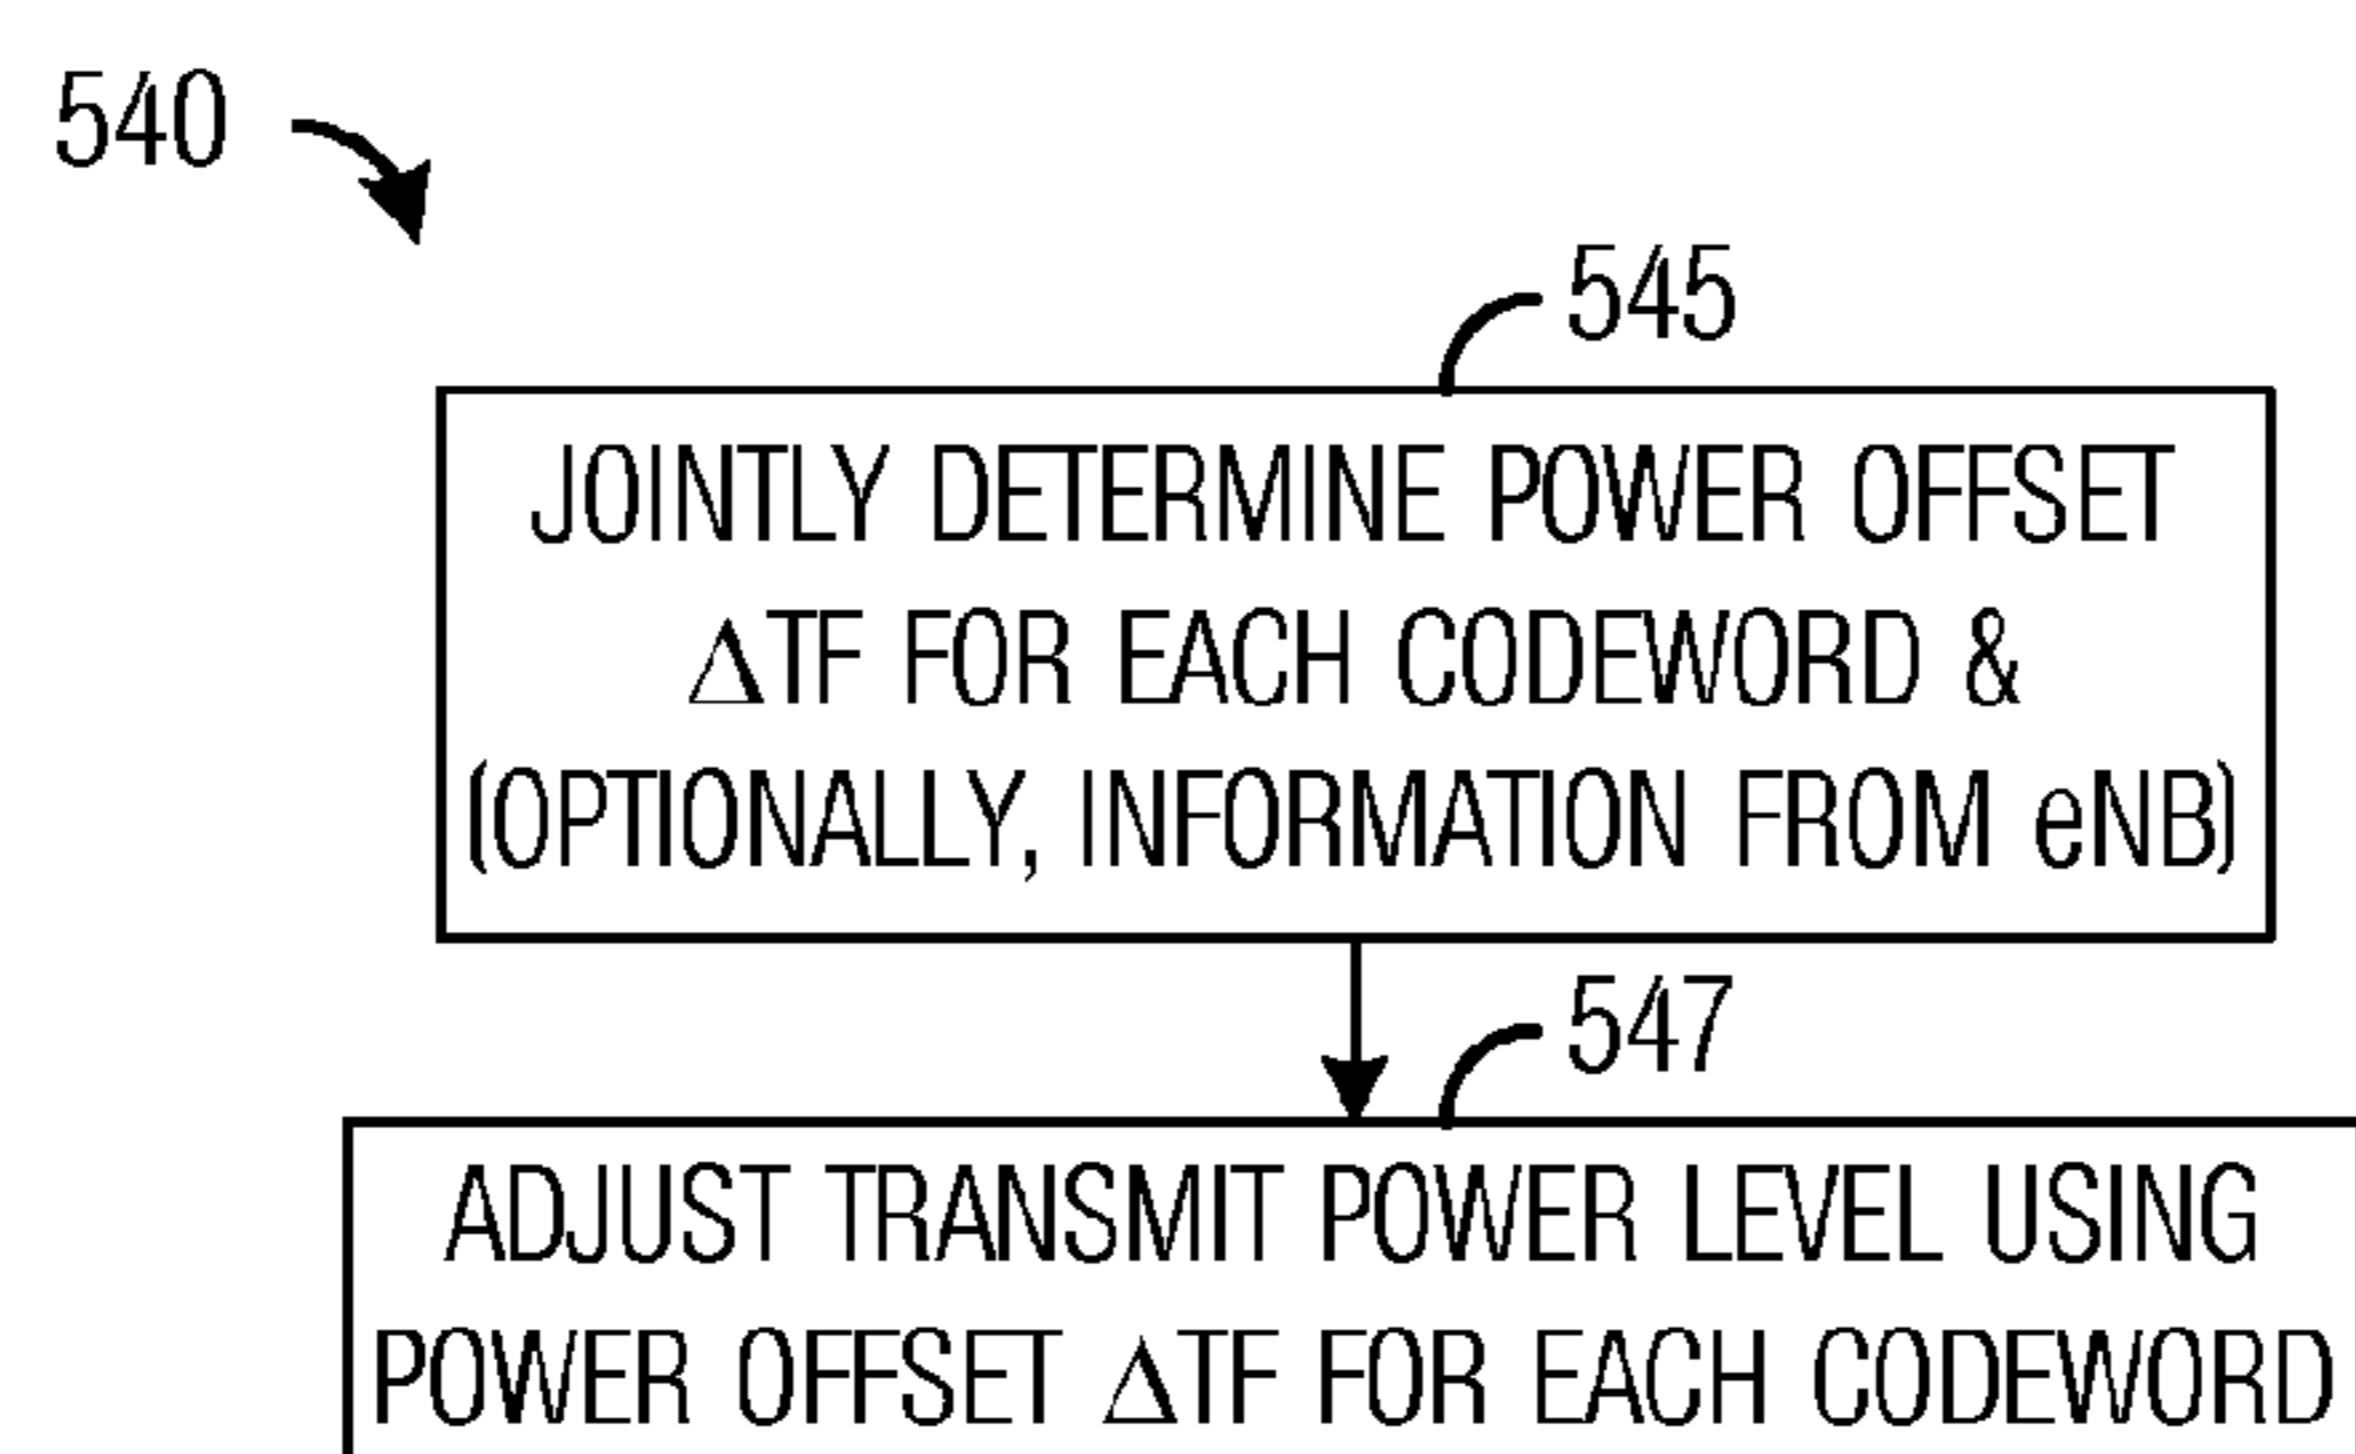 540
545
JOINTLY DETERMINE POWER OFFSET
ΔTF FOR EACH CODEWORD &
(OPTIONALLY, INFORMATION FROM eNB)
547
ADJUST TRANSMIT POWER LEVEL USING
POWER OFFSET ΔTF FOR EACH CODEWORD